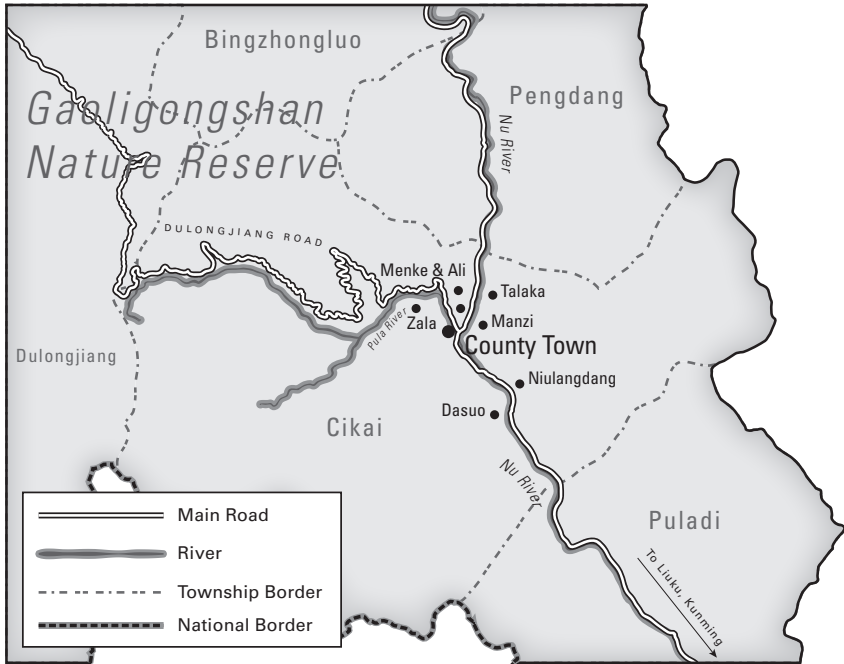 Bingzhongluo
Pengdang
Gaoligongshan
Nature Reserve
Nu River
DULONGJIANG ROAD
Menke & Ali
Talaka
Pula River
Zala
Manzi
County Town
Dulongjiang
Niulangdang
Dasuo
Cikai
Nu River
Puladi
To Liuku, Kunming
Main Road
River
Township Border
National Border